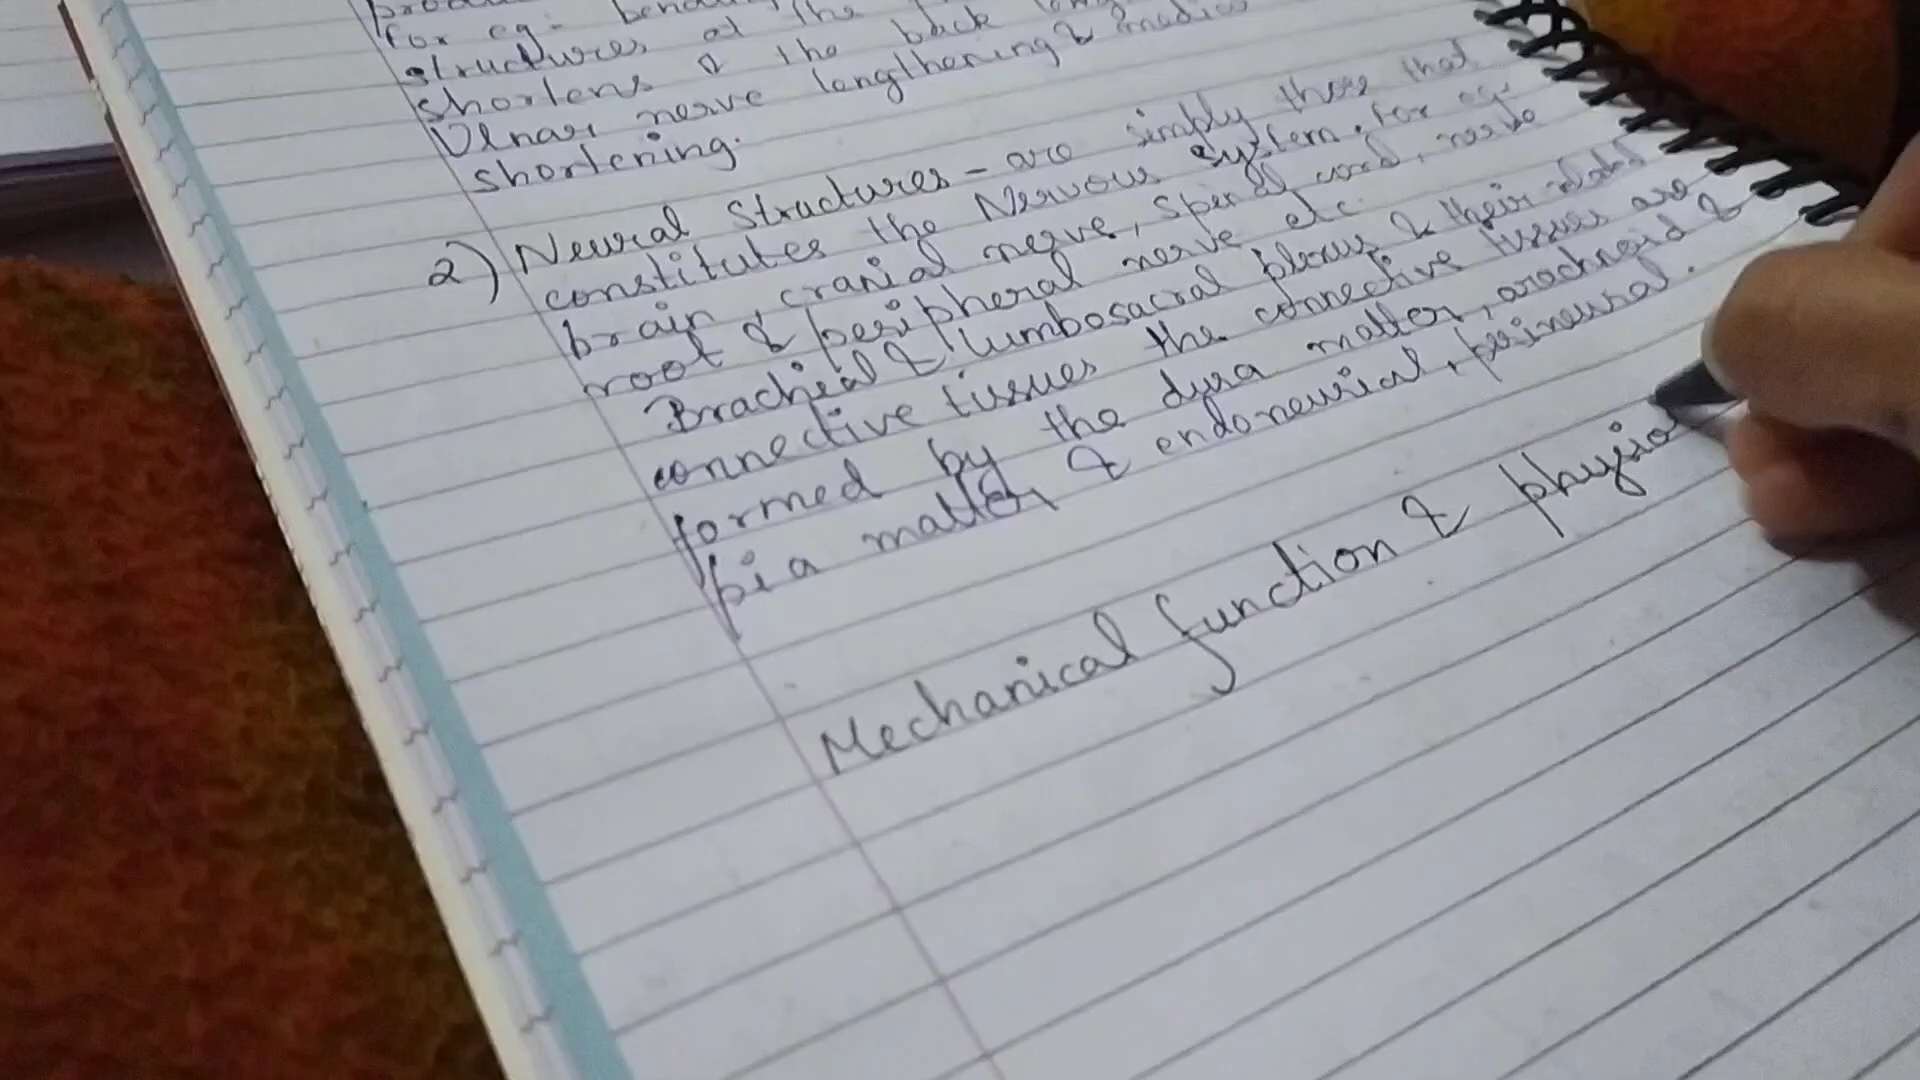 for eg:- bending
structures at the
shortens & the back
Ulnar nerve lengthening & median
shortening.
2) Neural Structures - are simply those that
constitutes the Nervous system. For eg:-
brain, cranial nerve, spinal cord, nerve
root & peripheral nerve etc.
Brachial & lumbosacral plexus & their related
connective tissues the connective tissues are
formed by the dura matter, arachnoid &
pia matter & endoneurial, perineural.
Mechanical function & physio